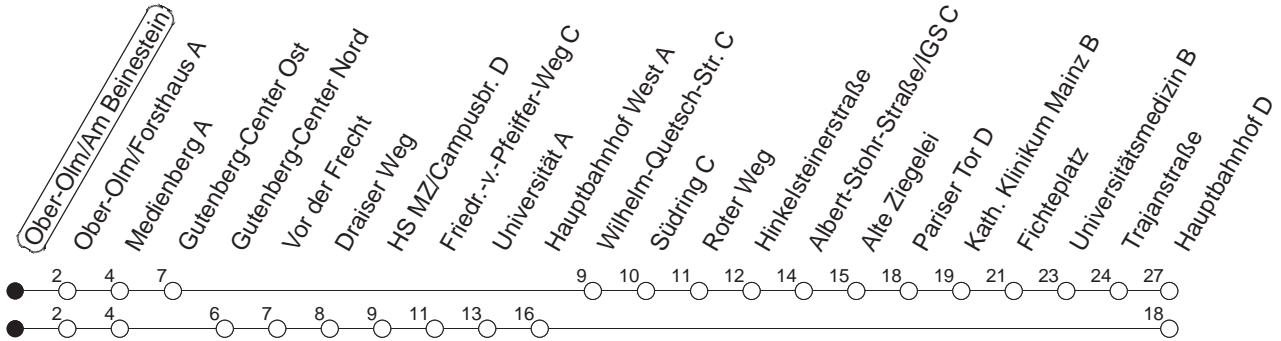 Ober-Olm/Am Beinestein
Ober-Olm/Forsthaus A
Medienberg A
Gutenberg-Center Ost
Gutenberg-Center Nord
Vor der Frecht
Draiser Weg
HS MZ/Campusbr. D
Friedr.-v.-Pfeiffer-Weg C
Universität A
Hauptbahnhof West A
Wilhelm-Quetsch-Str. C
Südring C
Roter Weg
Hinkelsteinerstraße
Albert-Stohr-Straße/IGS C
Alte Ziegelei
Pariser Tor D
Kath. Klinikum Mainz B
Fichteplatz
Universitätsmedizin B
Trajanstraße
Hauptbahnhof D
2 4 7 9 10 11 12 14 15 18 19 21 23 24 27
2 4 6 7 8 9 11 13 16 18